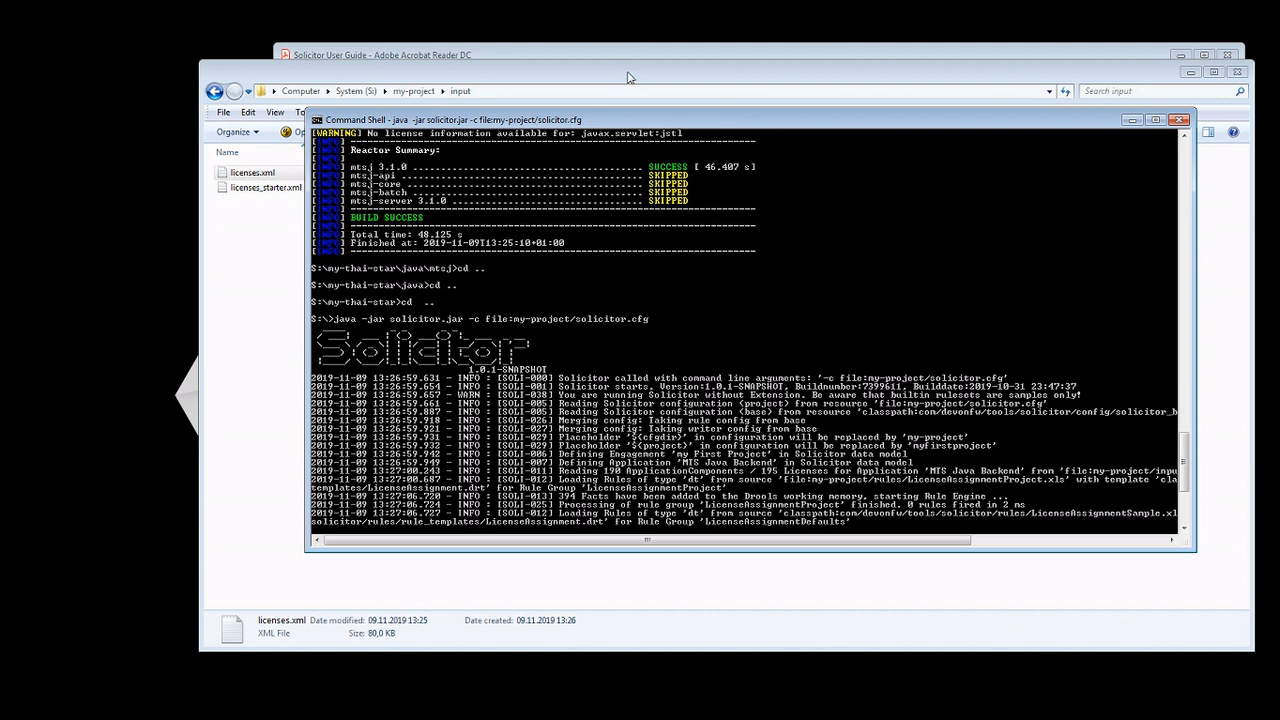 Solicitor User Guide - Adobe Acrobat Reader DC
Computer System (S:) my-project input
Search input
File Edit View To
Organize Op
Name
licenses.xml
licenses_starter.xml
Command Shell - java -jar solicitor.jar -c file:my-project/solicitor.cfg
[WARNING] No license information available for: javax.servlet:jstl
[INFO] ------------------------------------------------------------------------
[INFO] Reactor Summary:
[INFO]
[INFO] mtsj 3.1.0 ......................................... SUCCESS [ 46.407 s]
[INFO] mtsj-api ........................................... SKIPPED
[INFO] mtsj-core .......................................... SKIPPED
[INFO] mtsj-batch ......................................... SKIPPED
[INFO] mtsj-server 3.1.0 .................................. SKIPPED
[INFO] ------------------------------------------------------------------------
[INFO] BUILD SUCCESS
[INFO] ------------------------------------------------------------------------
[INFO] Total time: 48.125 s
[INFO] Finished at: 2019-11-09T13:25:10+01:00
[INFO] ------------------------------------------------------------------------
S:\my-thai-star\java\mtsj>cd ..
S:\my-thai-star\java>cd ..
S:\my-thai-star>cd ..
S:\>java -jar solicitor.jar -c file:my-project/solicitor.cfg
Solicitor
1.0.1-SNAPSHOT
2019-11-09 13:26:59.631 - INFO : [SOLI-000] Solicitor called with command line arguments: '-c file:my-project/solicitor.cfg'
2019-11-09 13:26:59.654 - INFO : [SOLI-001] Solicitor starts, Version:1.0.1-SNAPSHOT, Buildnumber:7399611, Builddate:2019-10-31 23:47:37
2019-11-09 13:26:59.657 - WARN : [SOLI-038] You are running Solicitor without Extension. Be aware that builtin rulesets are samples only!
2019-11-09 13:26:59.661 - INFO : [SOLI-005] Reading Solicitor configuration (project) from resource 'file:my-project/solicitor.cfg'
2019-11-09 13:26:59.887 - INFO : [SOLI-005] Reading Solicitor configuration (base) from resource 'classpath:com/devonfw/tools/solicitor/config/solicitor_b
2019-11-09 13:26:59.918 - INFO : [SOLI-026] Merging config: Taking rule config from base
2019-11-09 13:26:59.921 - INFO : [SOLI-027] Merging config: Taking writer config from base
2019-11-09 13:26:59.931 - INFO : [SOLI-029] Placeholder '${cfgdir}' in configuration will be replaced by 'my-project'
2019-11-09 13:26:59.932 - INFO : [SOLI-029] Placeholder '${project}' in configuration will be replaced by 'myfirstproject'
2019-11-09 13:26:59.942 - INFO : [SOLI-006] Defining Engagement 'my First Project' in Solicitor data model
2019-11-09 13:26:59.949 - INFO : [SOLI-007] Defining Application 'MTS Java Backend' in Solicitor data model
2019-11-09 13:27:00.243 - INFO : [SOLI-011] Reading 190 ApplicationComponents / 195 Licenses for Application 'MTS Java Backend' from 'file:my-project/inpu
2019-11-09 13:27:00.687 - INFO : [SOLI-012] Loading Rules of type 'dt' from source 'file:my-project/rules/LicenseAssignmentProject.xls' with template 'cla
templates/LicenseAssignment.drt' for Rule Group 'LicenseAssignmentProject'
2019-11-09 13:27:06.720 - INFO : [SOLI-013] 394 Facts have been added to the Drools working memory, starting Rule Engine ...
2019-11-09 13:27:06.724 - INFO : [SOLI-025] Processing of rule group 'LicenseAssignmentProject' finished. 0 rules fired in 2 ms
2019-11-09 13:27:06.727 - INFO : [SOLI-012] Loading Rules of type 'dt' from source 'classpath:com/devonfw/tools/solicitor/rules/LicenseAssignmentSample.xl
solicitor/rules/rule_templates/LicenseAssignment.drt' for Rule Group 'LicenseAssignmentDefaults'
licenses.xml Date modified: 09.11.2019 13:25 Date created: 09.11.2019 13:26
XML File Size: 80,0 KB